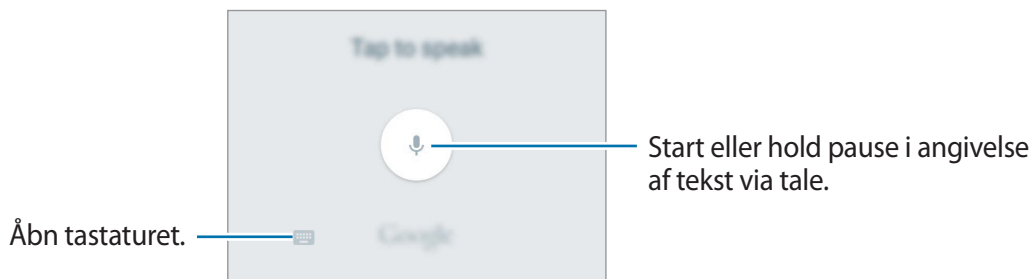 Tap to speak
Start eller hold pause i angivelse
af tekst via tale.
Åbn tastaturet.
Google